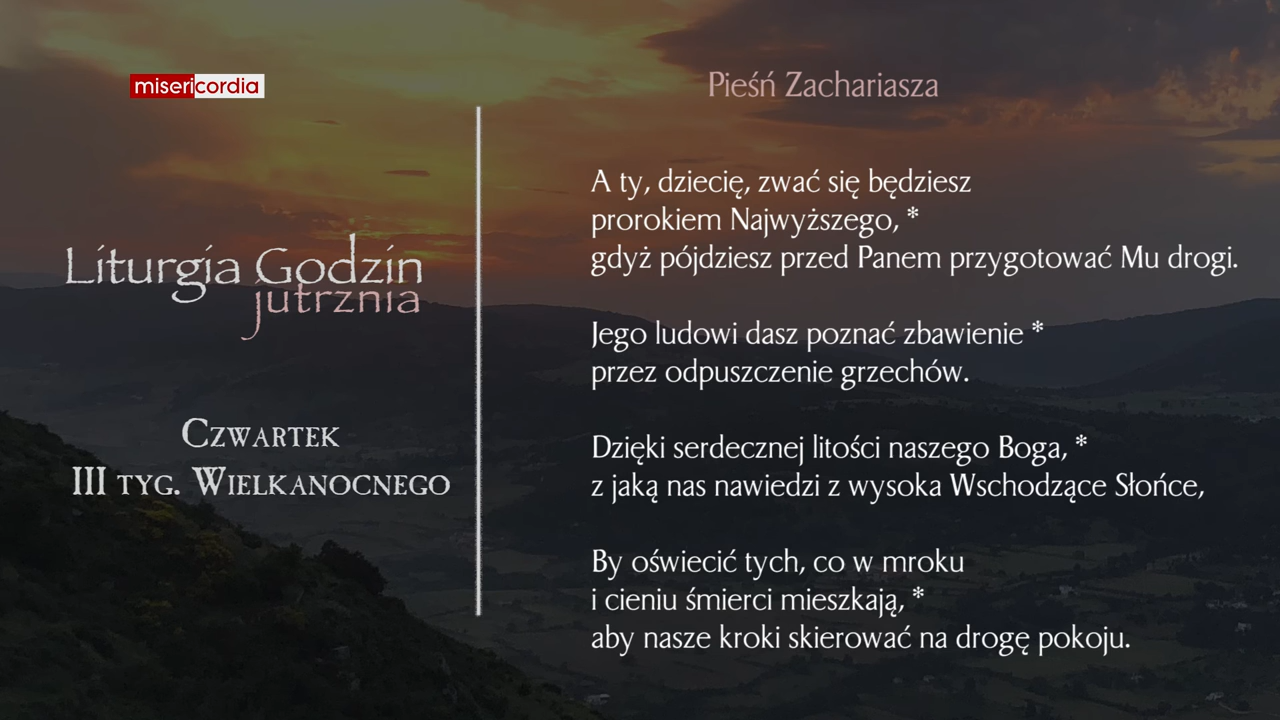 misericordia
Liturgia Godzin
jutrznia
Czwartek
III tyg. Wielkanocnego
Pieśń Zachariasza
A ty, dziecię, zwać się będziesz
prorokiem Najwyższego, *
gdyż pójdziesz przed Panem przygotować Mu drogi.
Jego ludowi dasz poznać zbawienie *
przez odpuszczenie grzechów.
Dzięki serdecznej litości naszego Boga, *
z jaką nas nawiedzi z wysoka Wschodzące Słońce,
By oświecić tych, co w mroku
i cieniu śmierci mieszkają, *
aby nasze kroki skierować na drogę pokoju.